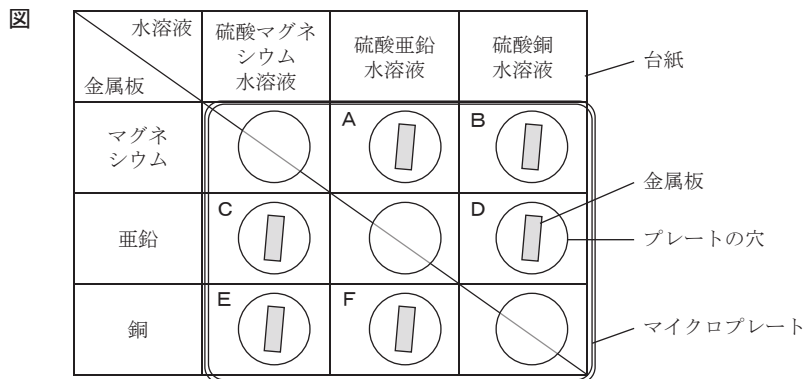 図
水溶液
金属板
硫酸マグネ
シウム
水溶液
硫酸亜鉛
水溶液
硫酸銅
水溶液
台紙
マグネ
シウム
A
B
金属板
亜鉛
C
D
プレートの穴
銅
E
F
マイクロプレート